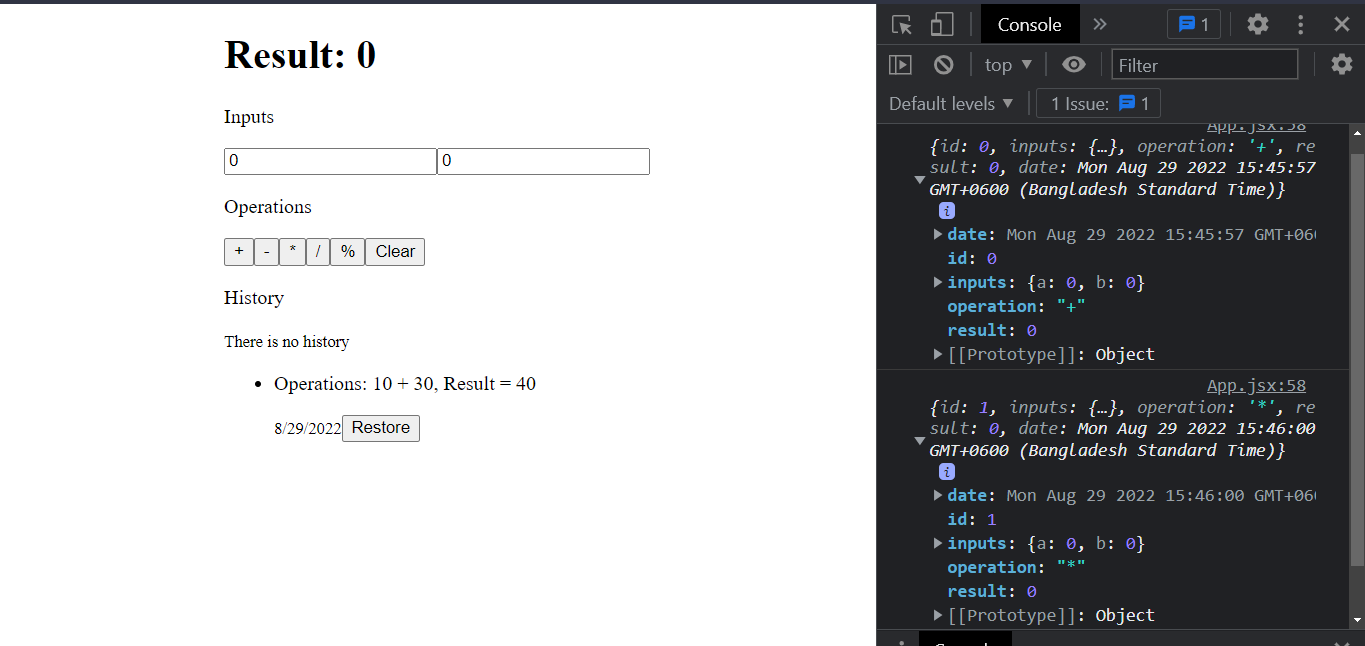 Result: 0
Inputs
0 0
Operations
+ - * / % Clear
History
There is no history
Operations: 10 + 30, Result = 40
8/29/2022 Restore
Console 1
top Filter
Default levels 1 Issue: 1
App.jsx:58
{id: 0, inputs: {…}, operation: '+', re
sult: 0, date: Mon Aug 29 2022 15:45:57
GMT+0600 (Bangladesh Standard Time)}
i
date: Mon Aug 29 2022 15:45:57 GMT+06
id: 0
inputs: {a: 0, b: 0}
operation: "+"
result: 0
[[Prototype]]: Object
App.jsx:58
{id: 1, inputs: {…}, operation: '*', re
sult: 0, date: Mon Aug 29 2022 15:46:00
GMT+0600 (Bangladesh Standard Time)}
i
date: Mon Aug 29 2022 15:46:00 GMT+06
id: 1
inputs: {a: 0, b: 0}
operation: "*"
result: 0
[[Prototype]]: Object